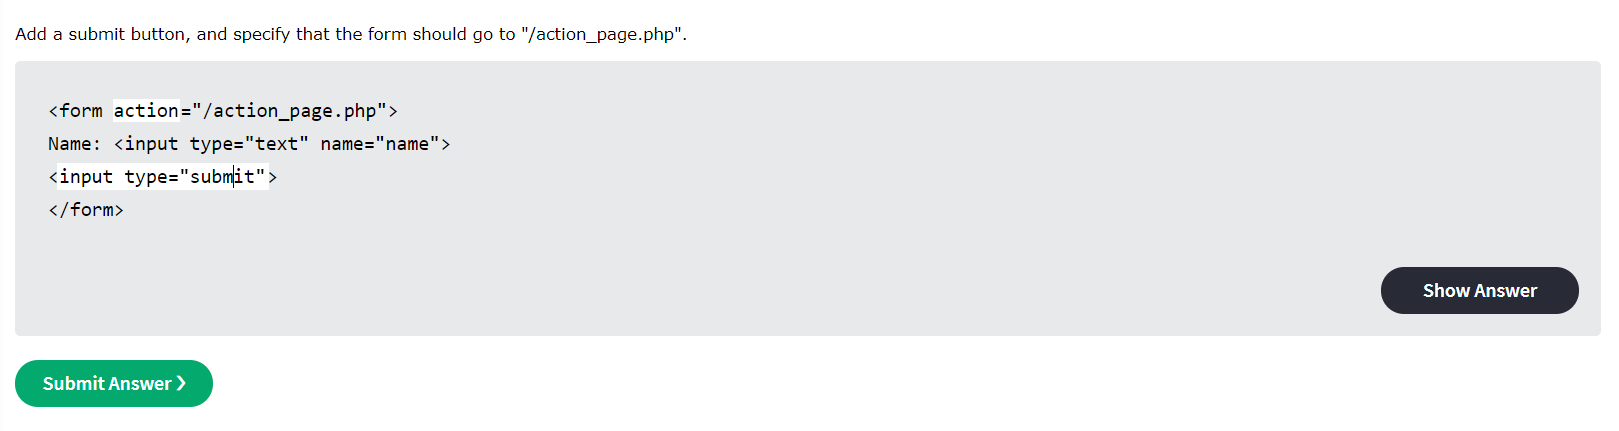 Add a submit button, and specify that the form should go to "/action_page.php".
<form action="/action_page.php">
Name: <input type="text" name="name">
<input type="submit">
</form>
Show Answer
Submit Answer ❯